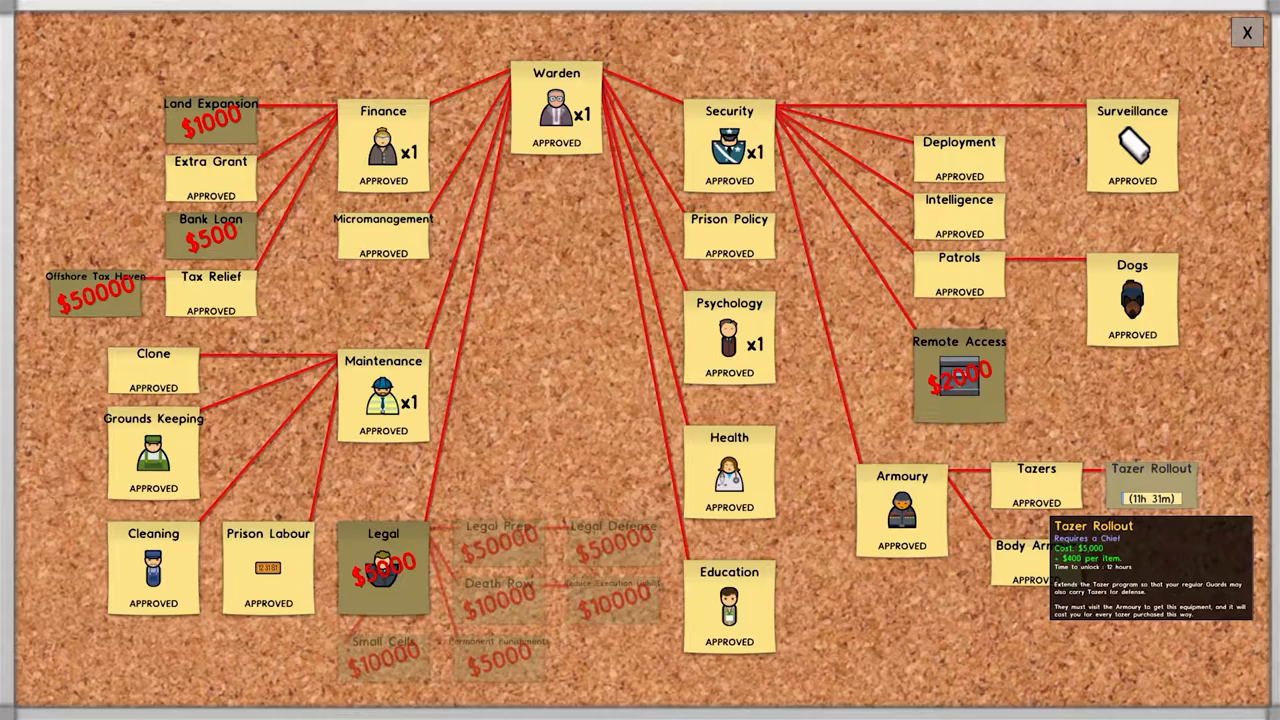 X
Warden
x1
APPROVED
Land Expansion
$1000
Finance
x1
APPROVED
Extra Grant
APPROVED
Bank Loan
$500
Micromanagement
APPROVED
Offshore Tax Haven
$50000
Tax Relief
APPROVED
Clone
APPROVED
Maintenance
x1
APPROVED
Grounds Keeping
APPROVED
Cleaning
APPROVED
Prison Labour
APPROVED
Legal
$5000
Legal Prep
$50000
Legal Defense
$50000
Death Row
$10000
$10000
Small Cells
$10000
Permanent Punishments
$5000
Security
x1
APPROVED
Prison Policy
APPROVED
Psychology
x1
APPROVED
Health
APPROVED
Education
APPROVED
Deployment
APPROVED
Intelligence
APPROVED
Patrols
APPROVED
Remote Access
$2000
Surveillance
APPROVED
Dogs
APPROVED
Armoury
APPROVED
Tazers
APPROVED
Tazer Rollout
(11h 31m)
Body Arm
APPROV
Tazer Rollout
Requires a Chief
Cost: $5,000
+ $400 per item.
Time to unlock : 12 hours
Extends the Tazer program so that your regular Guards may
also carry Tazers for defense.
They must visit the Armoury to get this equipment, and it will
cost you for every tazer purchased this way.